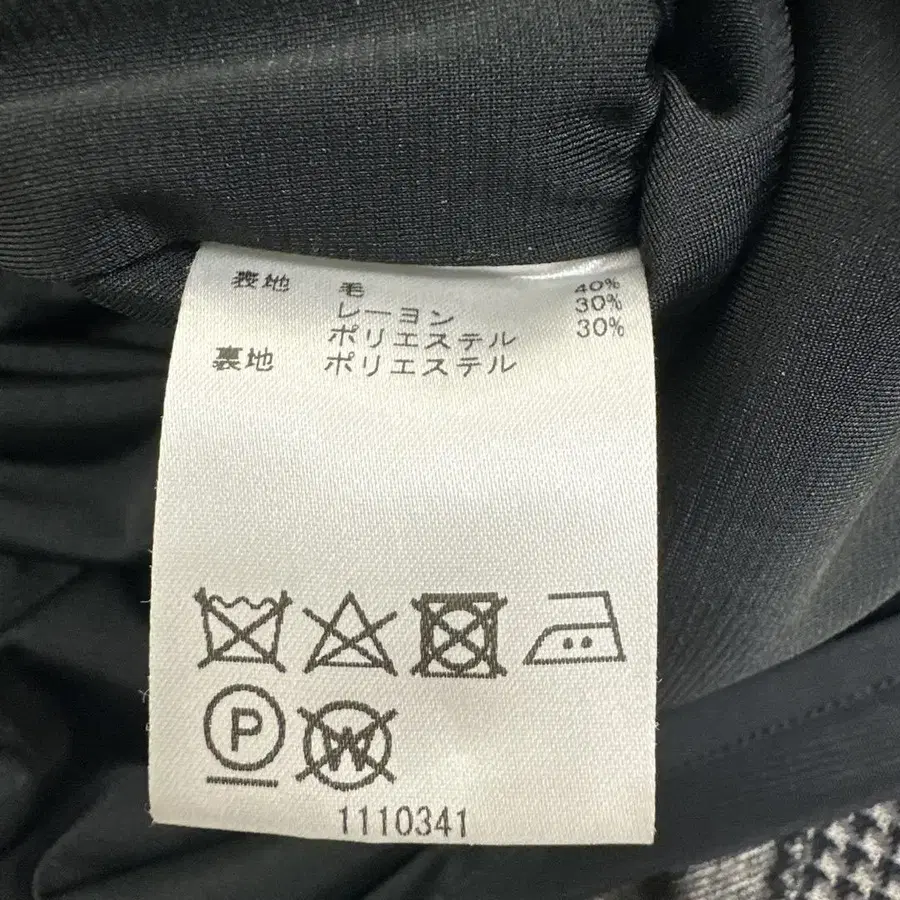 表地 毛 40%
レーヨン 30%
ポリエステル 30%
裏地 ポリエステル
P
W
1110341